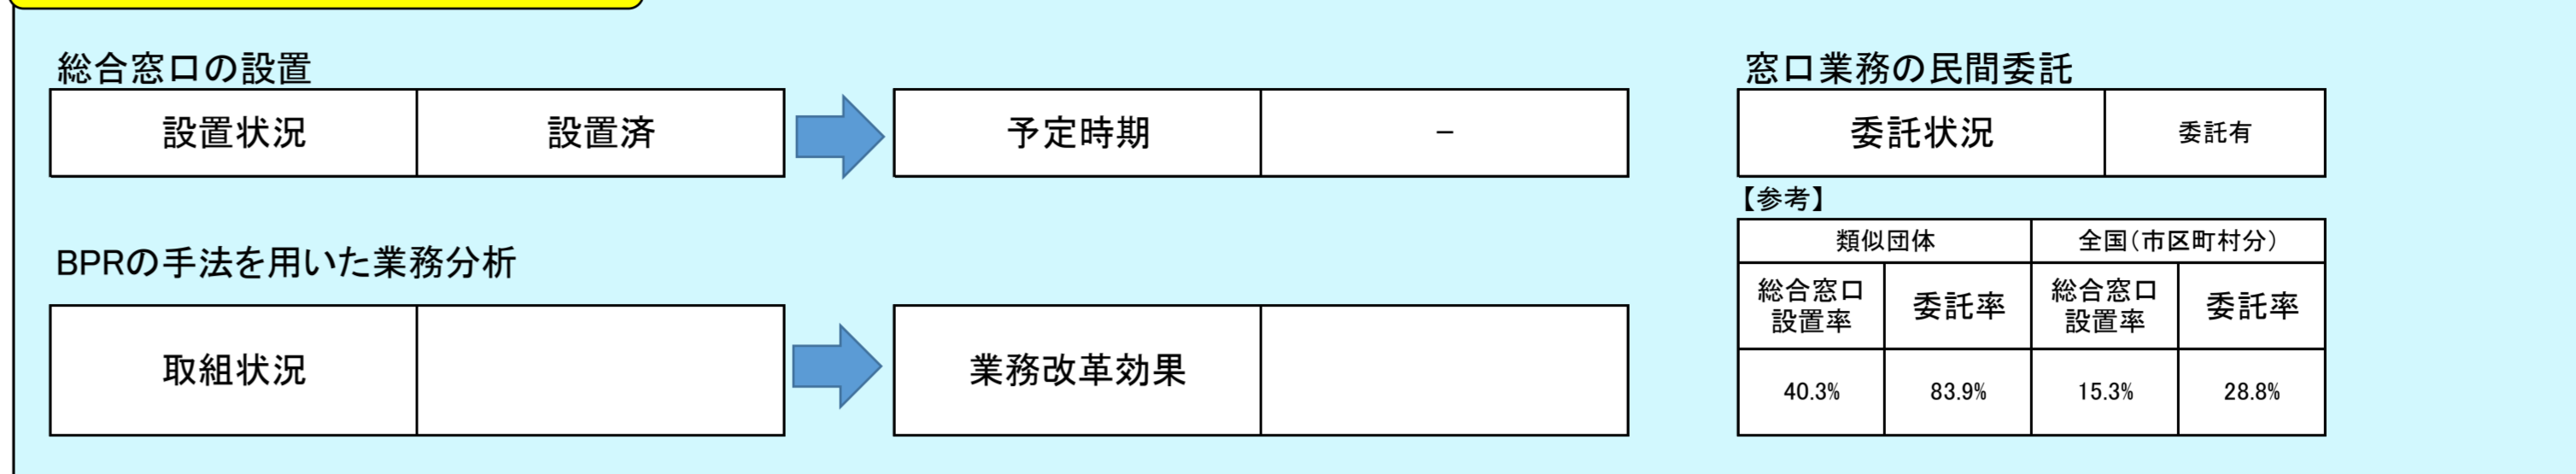 総合窓口の設置
設置状況 設置済 予定時期 －
BPRの手法を用いた業務分析
取組状況 業務改革効果
窓口業務の民間委託
委託状況 委託有
【参考】
類似団体 全国（市区町村分）
総合窓口
設置率
委託率
総合窓口
設置率
委託率
40.3% 83.9% 15.3% 28.8%